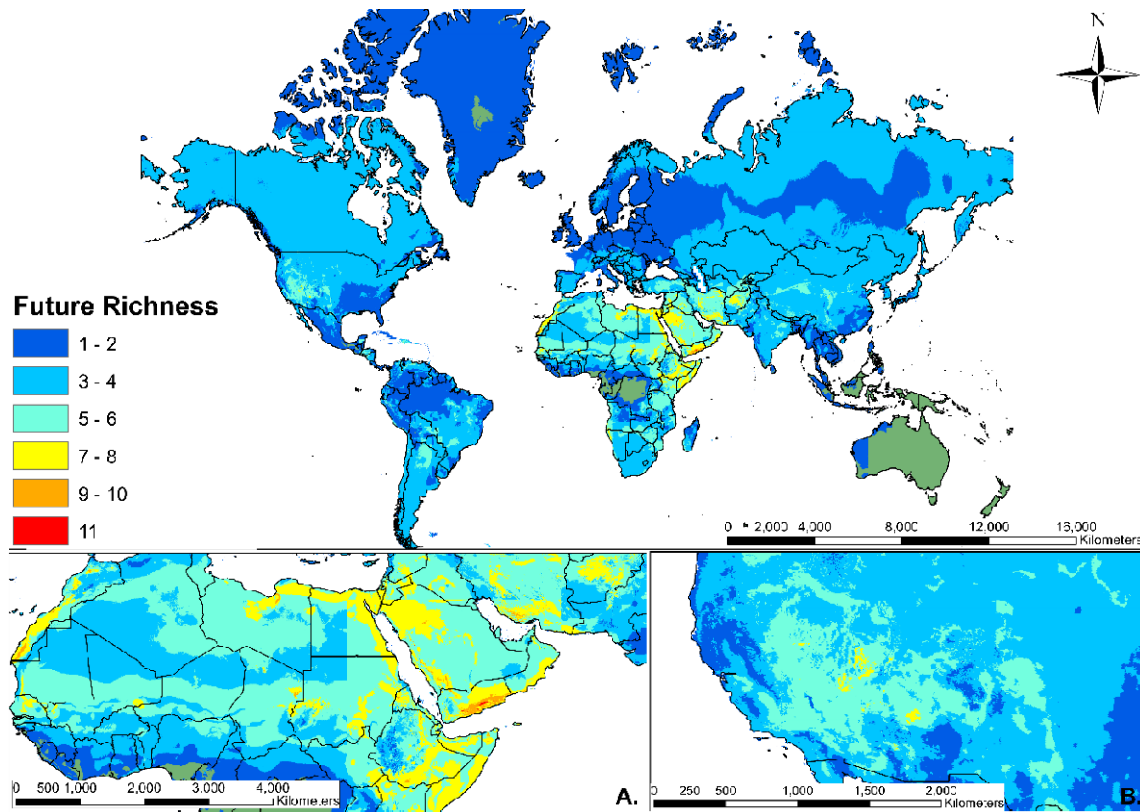 N
Future Richness
1 - 2
3 - 4
5 - 6
7 - 8
9 - 10
11
0 2,000 4,000 8,000 12,000 16,000
Kilometers
0 500 1,000 2,000 3,000 4,000
Kilometers
A.
0 250 500 1,000 1,500 2,000
Kilometers
B.